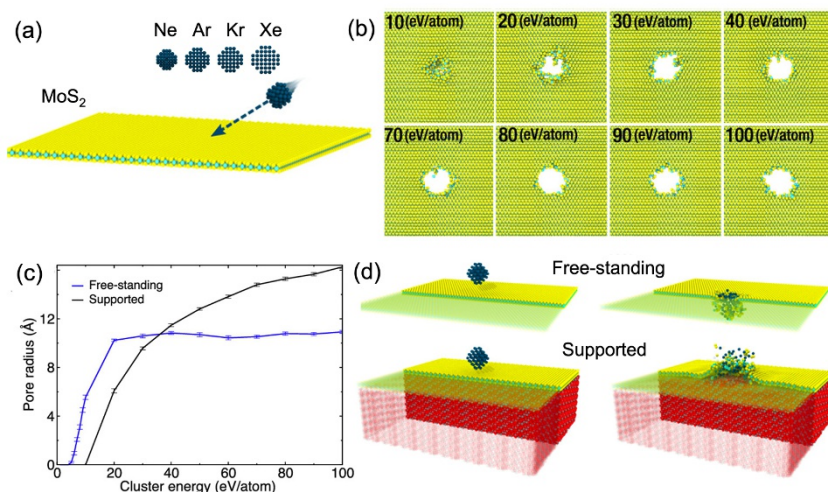 (a)
Ne Ar Kr Xe
MoS2
(b)
10 (eV/atom) 20 (eV/atom) 30 (eV/atom) 40 (eV/atom)
70 (eV/atom) 80 (eV/atom) 90 (eV/atom) 100 (eV/atom)
(c)
Free-standing
Supported
Pore radius (Å)
12
8
4
0
0 20 40 60 80 100
Cluster energy (eV/atom)
(d)
Free-standing
Supported